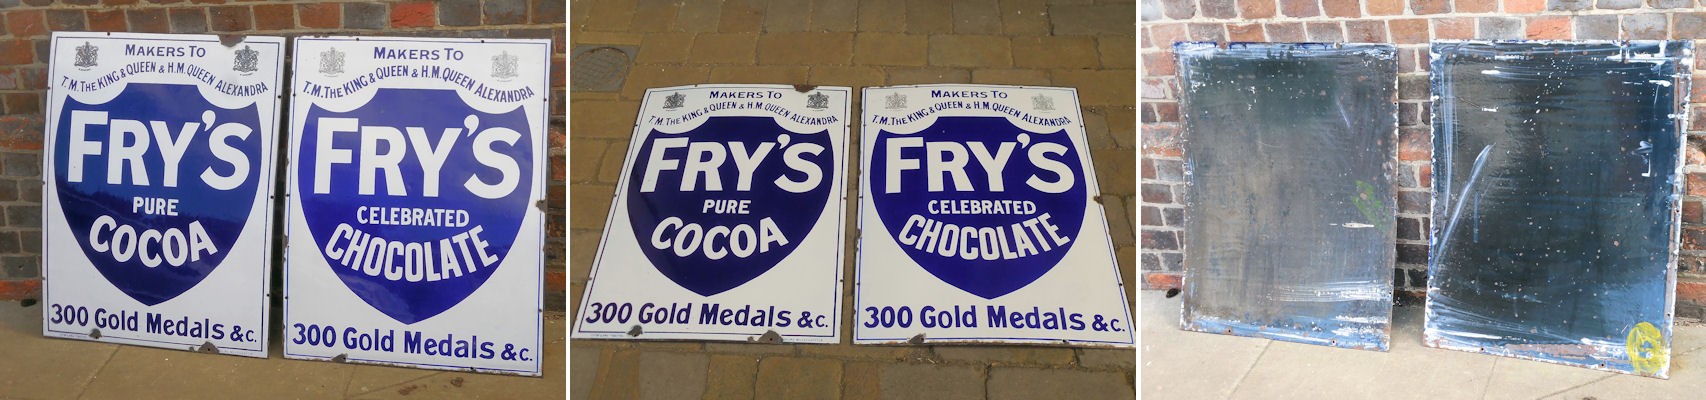 MAKERS TO
T.M. THE KING & QUEEN & H.M. QUEEN ALEXANDRA
FRY'S
PURE
COCOA
300 Gold Medals &c.
MAKERS TO
T.M. THE KING & QUEEN & H.M. QUEEN ALEXANDRA
FRY'S
CELEBRATED
CHOCOLATE
300 Gold Medals &c.
MAKERS TO
T.M. THE KING & QUEEN & H.M. QUEEN ALEXANDRA
FRY'S
PURE
COCOA
300 Gold Medals &c.
MAKERS TO
T.M. THE KING & QUEEN & H.M. QUEEN ALEXANDRA
FRY'S
CELEBRATED
CHOCOLATE
300 Gold Medals &c.